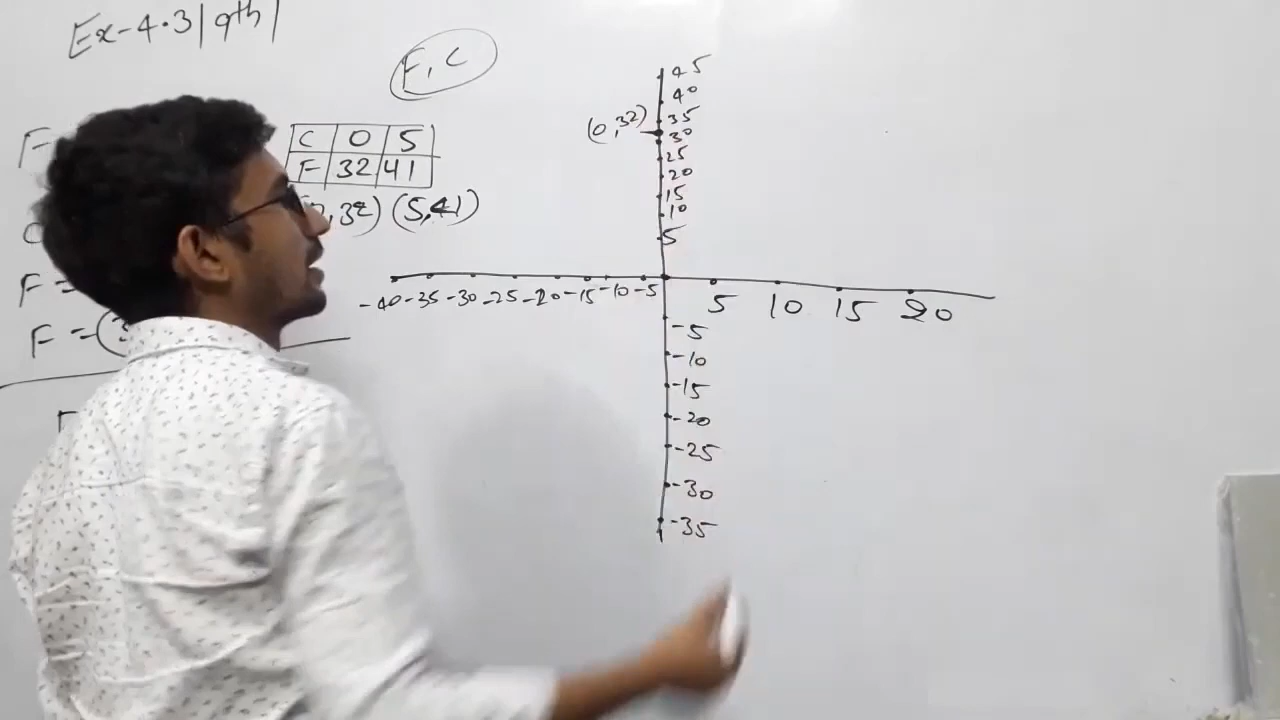 Ex-4.3|9th|
F, C
C 0 5
F 32 41
,32) (5,41)
F
F =
F =
(0,32)
45
40
35
30
25
20
15
10
5
-40 -35 -30 -25 -20 -15 -10 -5 5 10 15 20
-5
-10
-15
-20
-25
-30
-35